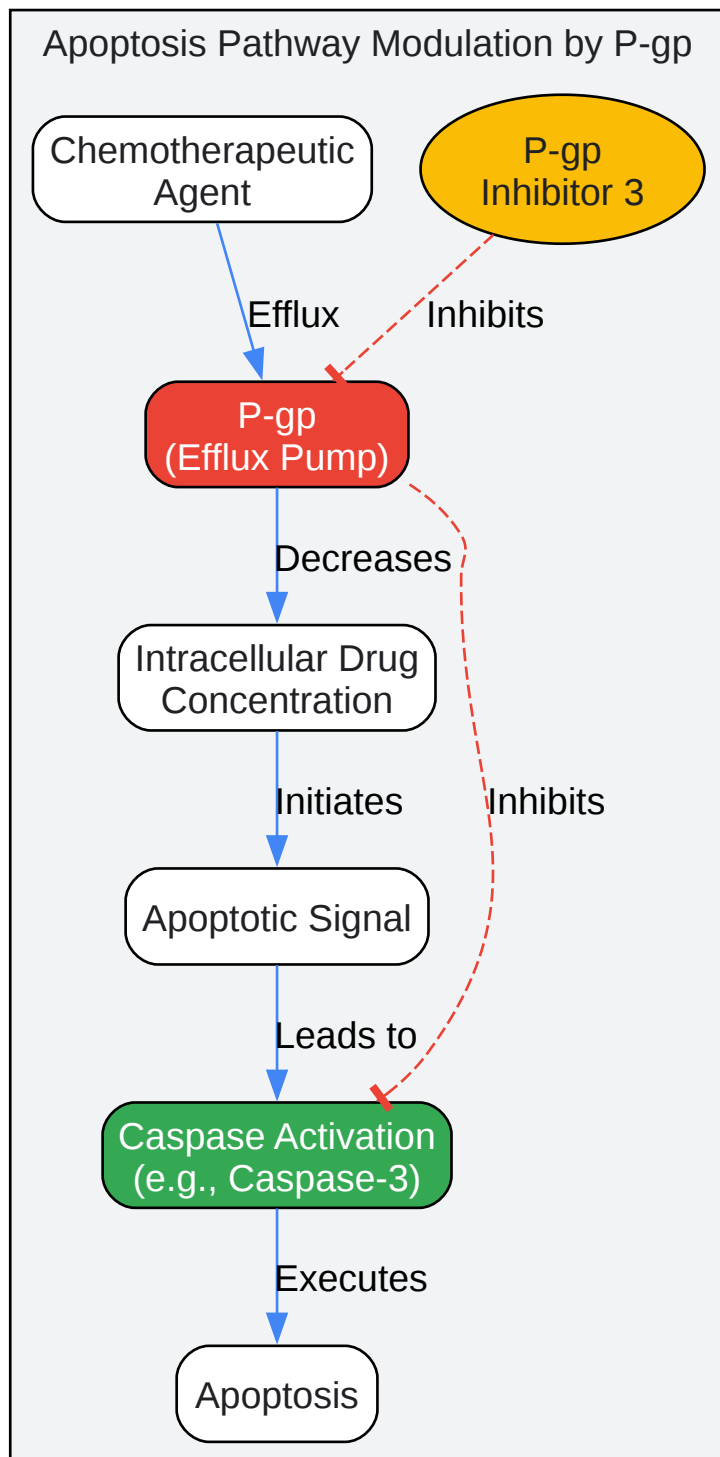 Apoptosis Pathway Modulation by P-gp
Chemotherapeutic
Agent
P-gp
Inhibitor 3
Efflux
Inhibits
P-gp
(Efflux Pump)
Decreases
Intracellular Drug
Concentration
Initiates
Inhibits
Apoptotic Signal
Leads to
Caspase Activation
(e.g., Caspase-3)
Executes
Apoptosis